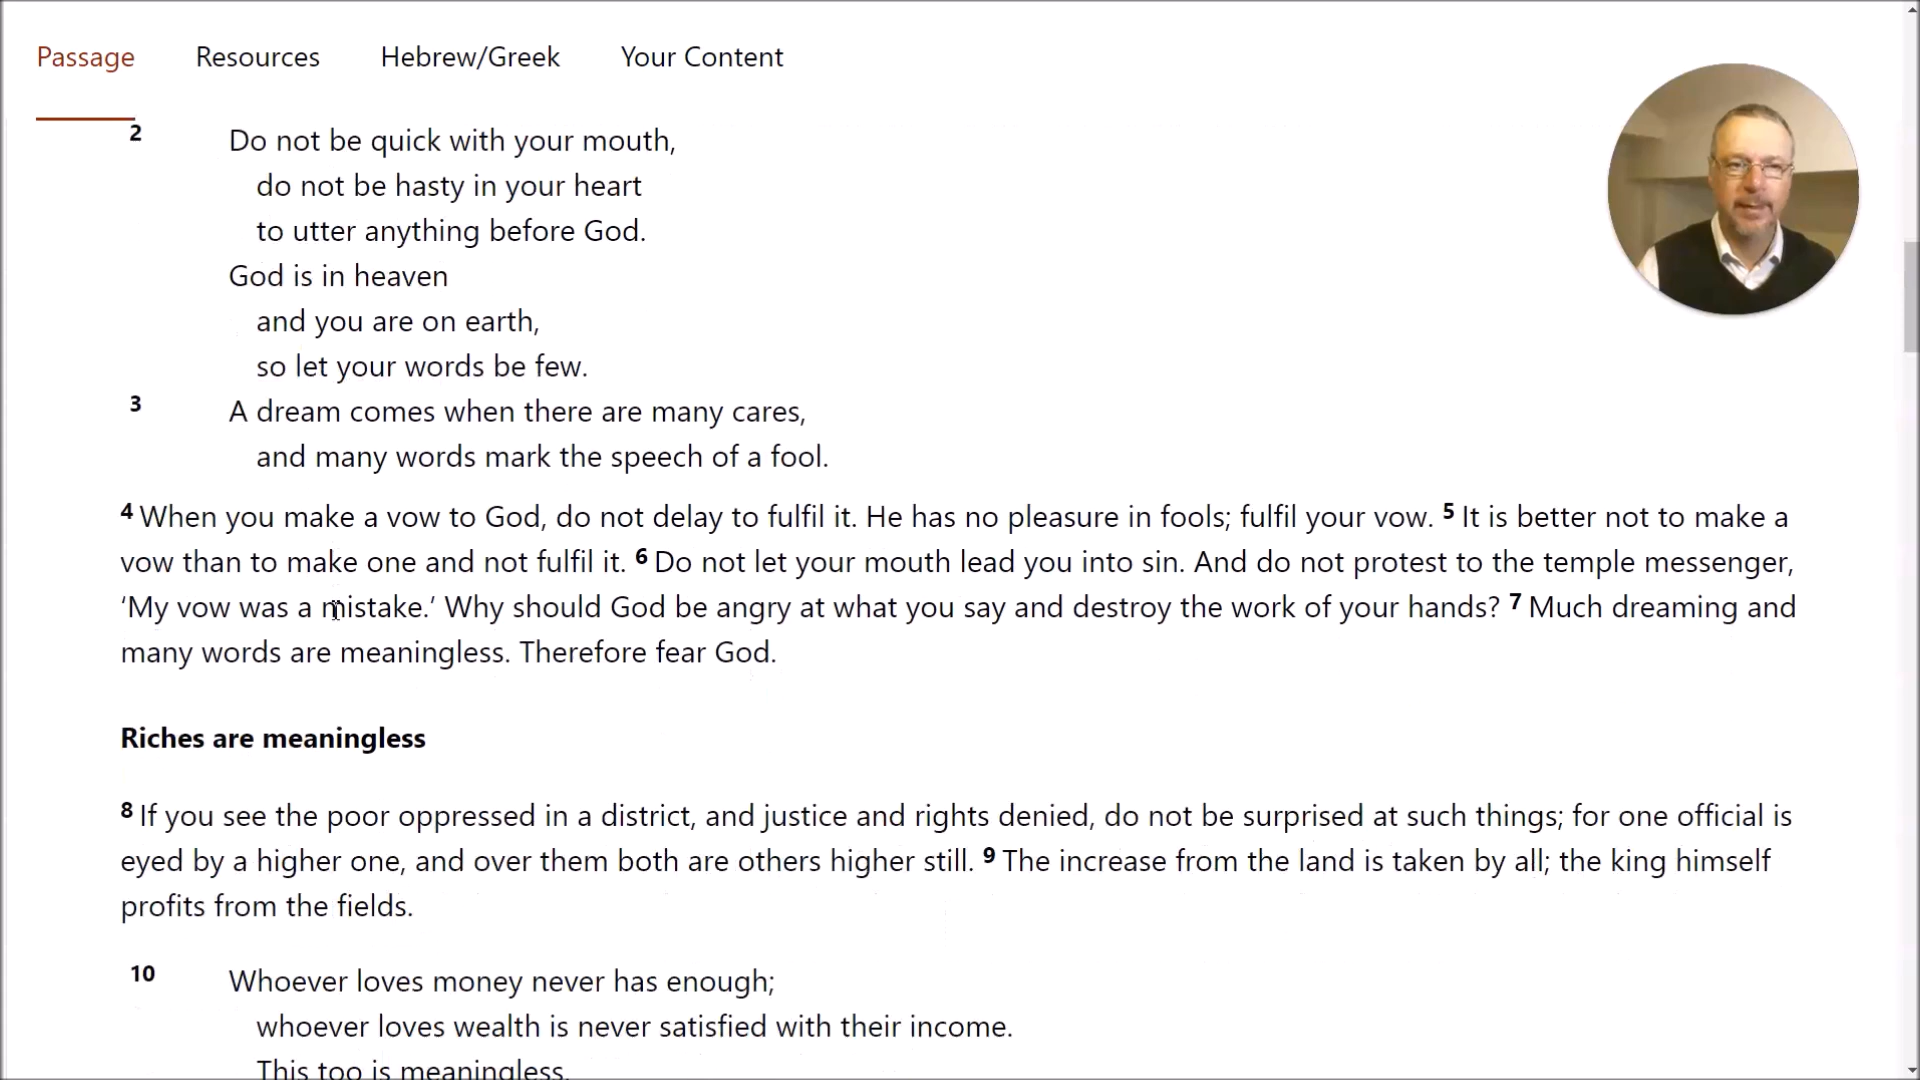 Passage Resources Hebrew/Greek Your Content
2 Do not be quick with your mouth,
do not be hasty in your heart
to utter anything before God.
God is in heaven
and you are on earth,
so let your words be few.
3 A dream comes when there are many cares,
and many words mark the speech of a fool.
4 When you make a vow to God, do not delay to fulfil it. He has no pleasure in fools; fulfil your vow. 5 It is better not to make a
vow than to make one and not fulfil it. 6 Do not let your mouth lead you into sin. And do not protest to the temple messenger,
‘My vow was a mistake.’ Why should God be angry at what you say and destroy the work of your hands? 7 Much dreaming and
many words are meaningless. Therefore fear God.
Riches are meaningless
8 If you see the poor oppressed in a district, and justice and rights denied, do not be surprised at such things; for one official is
eyed by a higher one, and over them both are others higher still. 9 The increase from the land is taken by all; the king himself
profits from the fields.
10 Whoever loves money never has enough;
whoever loves wealth is never satisfied with their income.
This too is meaningless.